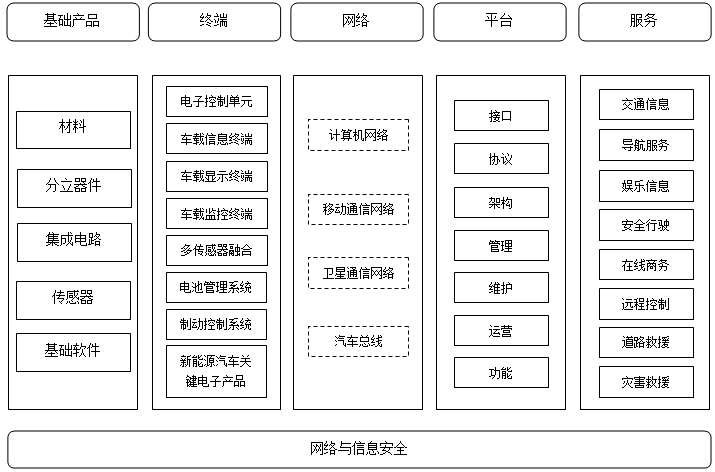 基础产品
终端
网络
平台
服务
材料
分立器件
集成电路
传感器
基础软件
电子控制单元
车载信息终端
车载显示终端
车载监控终端
多传感器融合
电池管理系统
制动控制系统
新能源汽车关
键电子产品
计算机网络
移动通信网络
卫星通信网络
汽车总线
接口
协议
架构
管理
维护
运营
功能
交通信息
导航服务
娱乐信息
安全行驶
在线商务
远程控制
道路救援
灾害救援
网络与信息安全